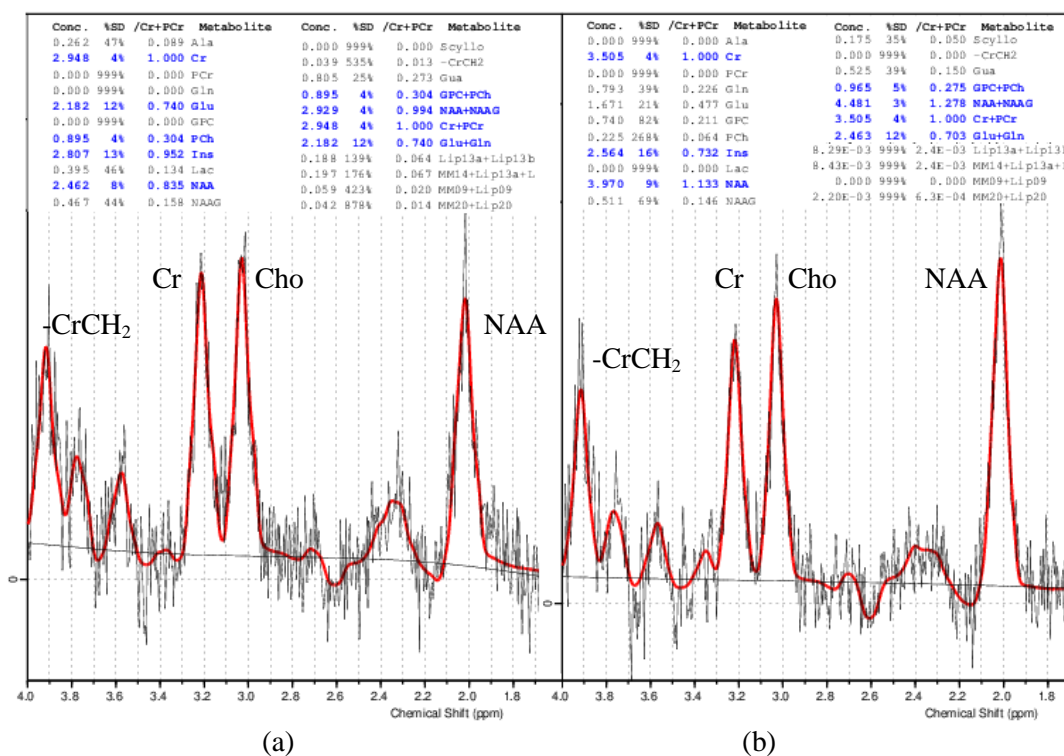 Conc. %SD /Cr+PCr Metabolite
0.262 47% 0.089 Ala
2.948 4% 1.000 Cr
0.000 999% 0.000 PCr
0.000 999% 0.000 Gln
2.182 12% 0.740 Glu
0.000 999% 0.000 GPC
0.895 4% 0.304 PCh
2.807 13% 0.952 Ins
0.395 46% 0.134 Lac
2.462 8% 0.835 NAA
0.467 44% 0.158 NAAG
Conc. %SD /Cr+PCr Metabolite
0.000 999% 0.000 Scyllo
0.039 535% 0.013 -CrCH2
0.805 25% 0.273 Gua
0.895 4% 0.304 GPC+PCh
2.929 4% 0.994 NAA+NAAG
2.948 4% 1.000 Cr+PCr
2.182 12% 0.740 Glu+Gln
0.188 139% 0.064 Lip13a+Lip13b
0.197 176% 0.067 MM14+Lip13a+L
0.059 423% 0.020 MM09+Lip09
0.042 878% 0.014 MM20+Lip20
Cr Cho
-CrCH₂
NAA
0
4.0 3.6 3.2 3.0 2.6 2.4 2.0 1.8
Chemical Shift (ppm)
(a)
Conc. %SD /Cr+PCr Metabolite
0.000 999% 0.000 Ala
3.505 4% 1.000 Cr
0.000 999% 0.000 PCr
0.793 39% 0.226 Gln
1.671 21% 0.477 Glu
0.740 82% 0.211 GPC
0.225 268% 0.064 PCh
2.564 16% 0.732 Ins
0.000 999% 0.000 Lac
3.970 9% 1.133 NAA
0.511 69% 0.146 NAAG
Conc. %SD /Cr+PCr Metabolite
0.175 35% 0.050 Scyllo
0.000 999% 0.000 -CrCH2
0.525 39% 0.150 Gua
0.965 5% 0.275 GPC+PCh
4.481 3% 1.278 NAA+NAAG
3.505 4% 1.000 Cr+PCr
2.463 12% 0.703 Glu+Gln
8.29E-03 999% 2.4E-03 Lip13a+Lip13
8.43E-03 999% 2.4E-03 MM14+Lip13a+L
0.000 999% 0.000 MM09+Lip09
2.20E-03 999% 6.3E-04 MM20+Lip20
Cr Cho NAA
-CrCH₂
0
4.0 3.6 3.2 3.0 2.6 2.4 2.0 1.8
Chemical Shift (ppm)
(b)